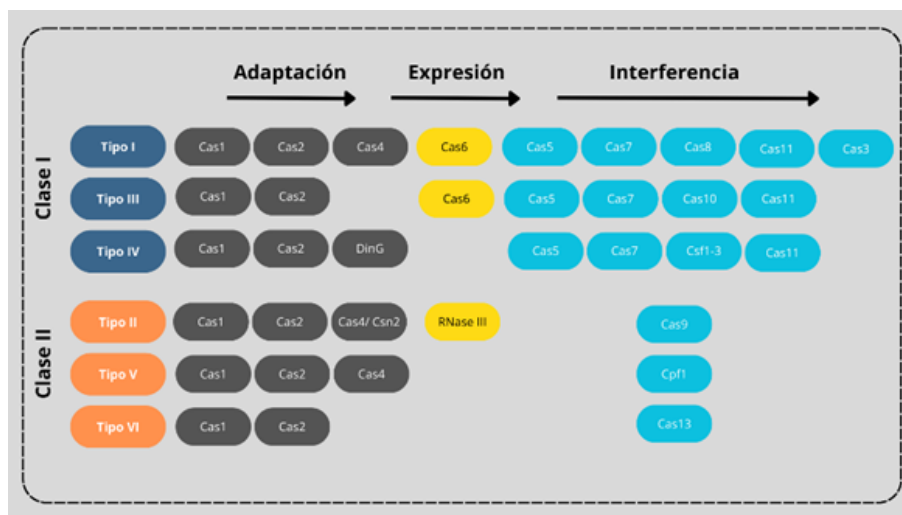 Adaptación Expresión Interferencia
Clase I
Tipo I Cas1 Cas2 Cas4 Cas6 Cas5 Cas7 Cas8 Cas11 Cas3
Tipo III Cas1 Cas2 Cas6 Cas5 Cas7 Cas10 Cas11
Tipo IV Cas1 Cas2 DinG Cas5 Cas7 Csf1-3 Cas11
Clase II
Tipo II Cas1 Cas2 Cas4/ Csn2 RNase III Cas9
Tipo V Cas1 Cas2 Cas4 Cpf1
Tipo VI Cas1 Cas2 Cas13